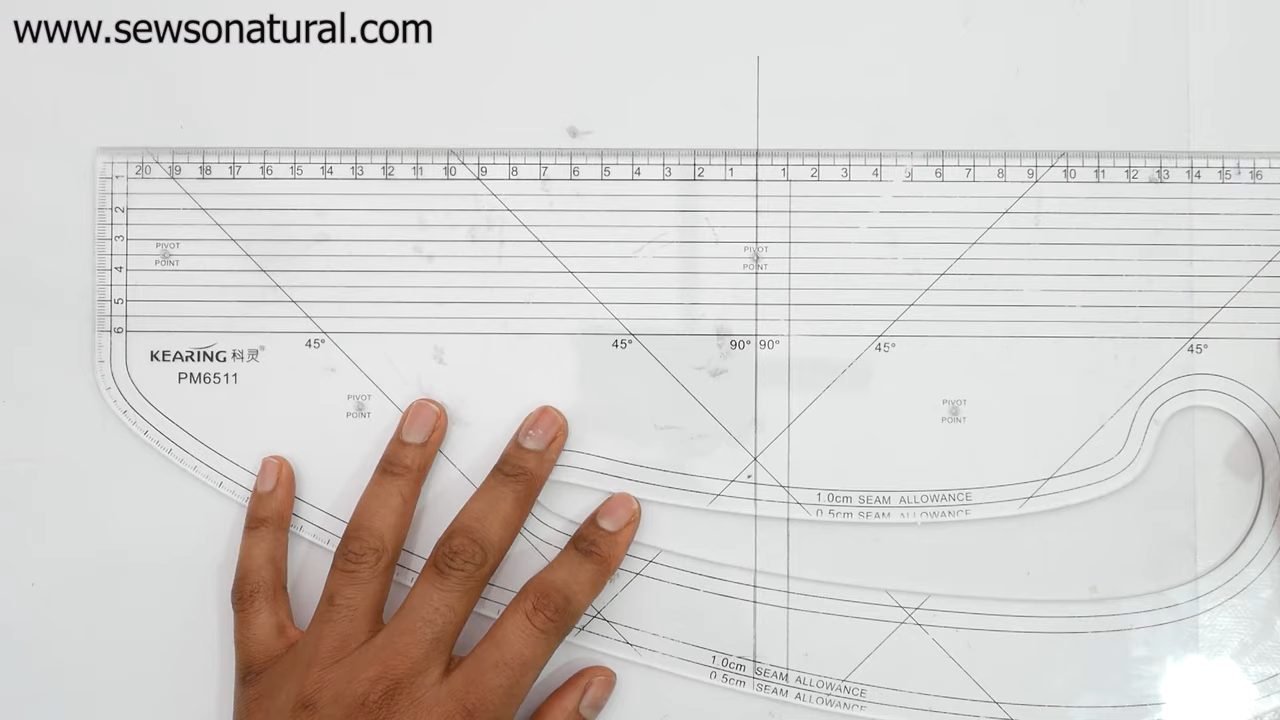 www.sewsonatural.com
20 19 18 17 16 15 14 13 12 11 10 9 8 7 6 5 4 3 2 1 1 2 3 4 5 6 7 8 9 10 11 12 13 14 15 16
1
2
3
4
5
6
PIVOT
POINT
PIVOT
POINT
45°
45°
90° 90°
45°
45°
KEARING 科灵
PM6511
PIVOT
POINT
PIVOT
POINT
1.0cm SEAM ALLOWANCE
0.5cm SEAM ALLOWANCE
1.0cm SEAM ALLOWANCE
0.5cm SEAM ALLOWANCE